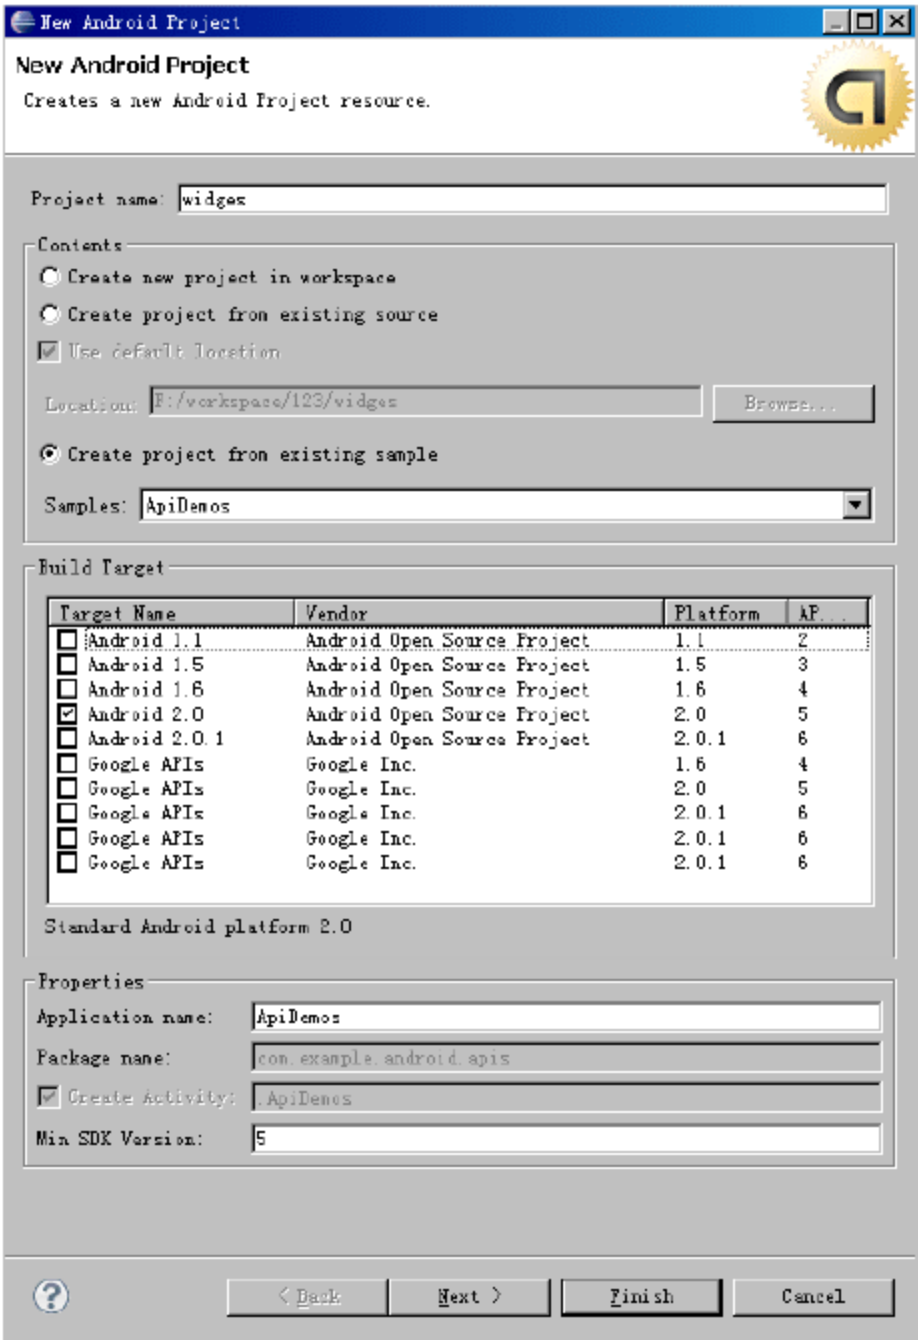 New Android Project
New Android Project
Creates a new Android Project resource.
Project name: widges
Contents
Create new project in workspace
Create project from existing source
Use default location
Location: F:/workspace/123/widges Browse...
Create project from existing sample
Samples: ApiDemos
Build Target
Target Name Vendor Platform AP...
Android 1.1 Android Open Source Project 1.1 2
Android 1.5 Android Open Source Project 1.5 3
Android 1.6 Android Open Source Project 1.6 4
Android 2.0 Android Open Source Project 2.0 5
Android 2.0.1 Android Open Source Project 2.0.1 6
Google APIs Google Inc. 1.6 4
Google APIs Google Inc. 2.0 5
Google APIs Google Inc. 2.0.1 6
Google APIs Google Inc. 2.0.1 6
Google APIs Google Inc. 2.0.1 6
Standard Android platform 2.0
Properties
Application name: ApiDemos
Package name: com.example.android.apis
Create Activity: .ApiDemos
Min SDK Version: 5
? < Back Next > Finish Cancel